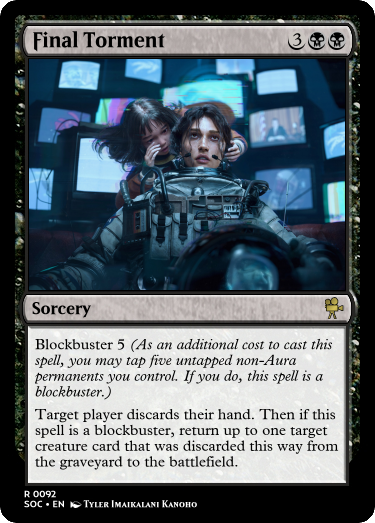 Final Torment 3
Sorcery
Blockbuster 5 (As an additional cost to cast this
spell, you may tap five untapped non-Aura
permanents you control. If you do, this spell is a
blockbuster.)
Target player discards their hand. Then if this
spell is a blockbuster, return up to one target
creature card that was discarded this way from
the graveyard to the battlefield.
R 0092
SOC • EN Tyler Imaikalani Kanoho